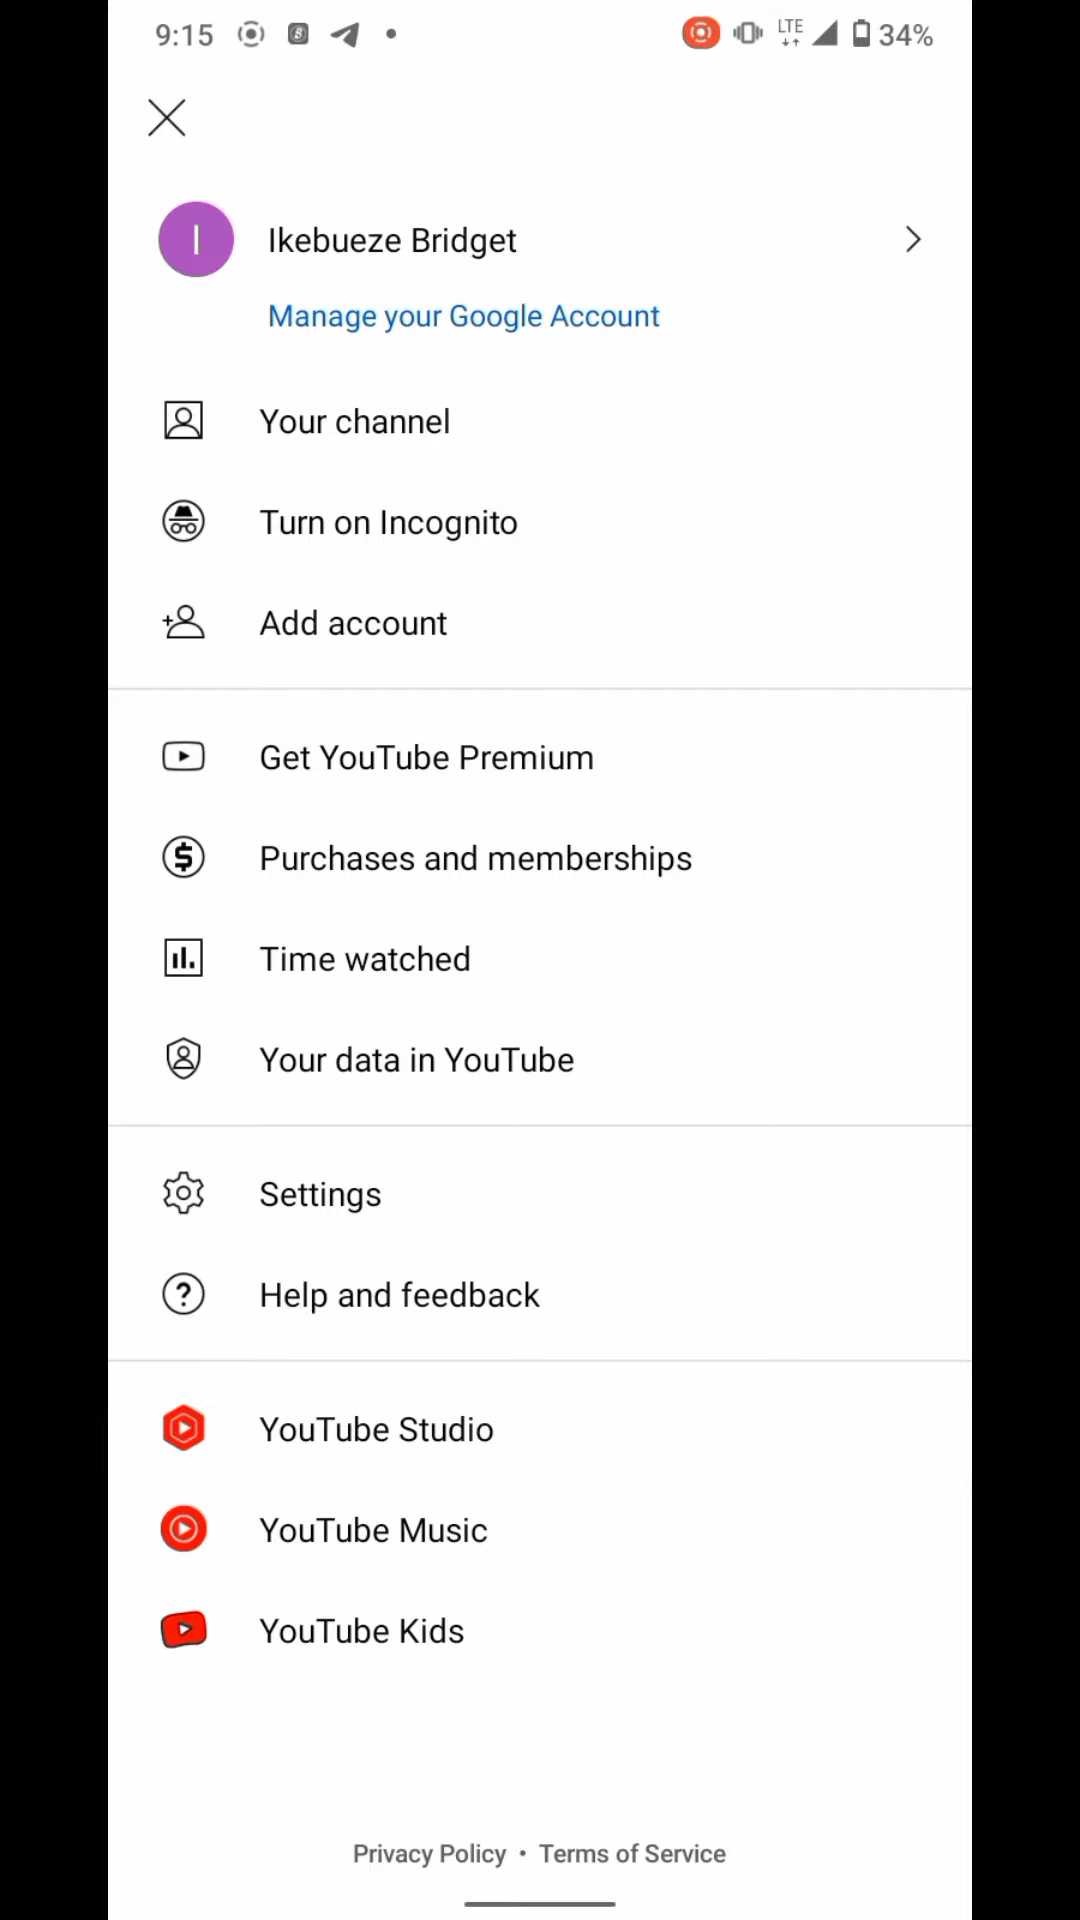 9:15 LTE 34%
I Ikebueze Bridget
Manage your Google Account
Your channel
Turn on Incognito
Add account
Get YouTube Premium
Purchases and memberships
Time watched
Your data in YouTube
Settings
Help and feedback
YouTube Studio
YouTube Music
YouTube Kids
Privacy Policy • Terms of Service